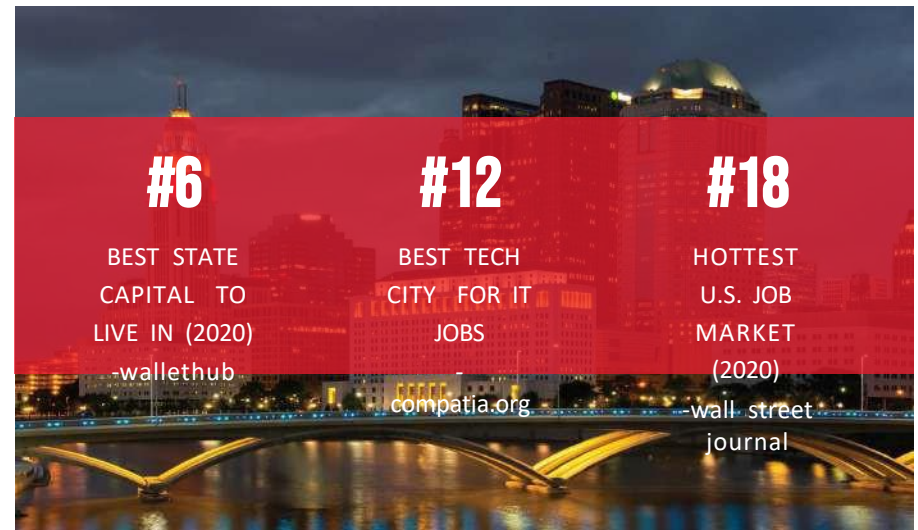 #6
BEST STATE
CAPITAL TO
LIVE IN (2020)
-wallethub
#12
BEST TECH
CITY FOR IT
JOBS
-
compatia.org
#18
HOTTEST
U.S. JOB
MARKET
(2020)
-wall street
journal